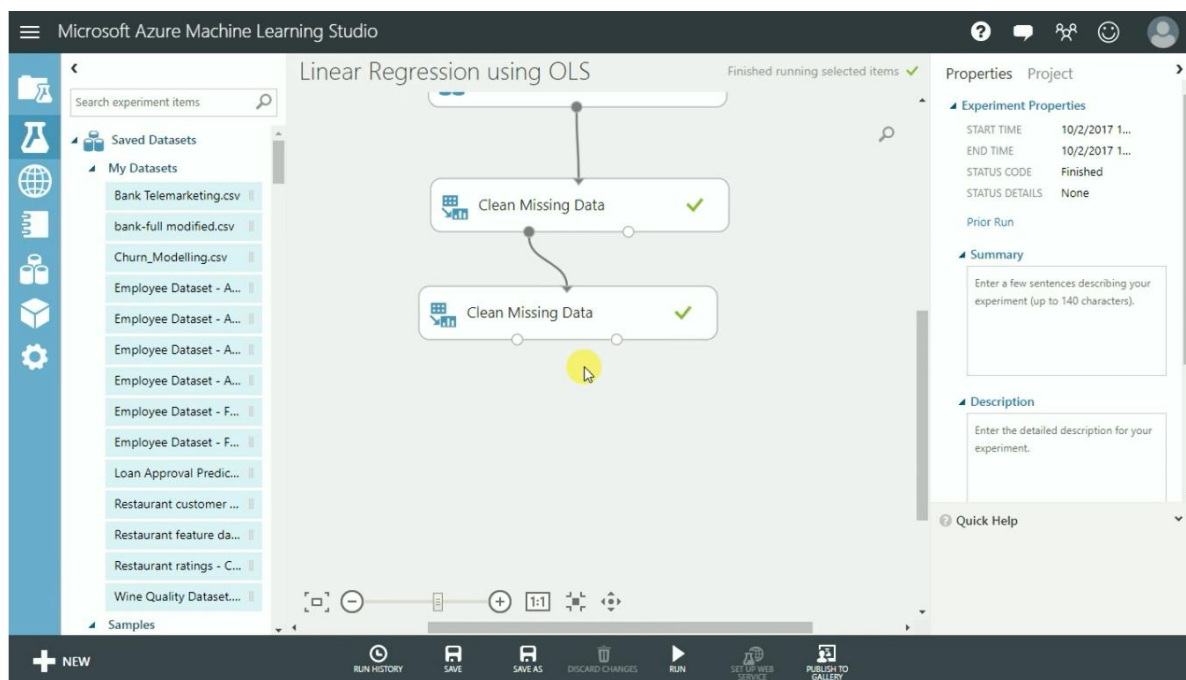 Microsoft Azure Machine Learning Studio
Search experiment items
Saved Datasets
My Datasets
Bank Telemarketing.csv
bank-full modified.csv
Churn_Modelling.csv
Employee Dataset - A...
Employee Dataset - A...
Employee Dataset - A...
Employee Dataset - A...
Employee Dataset - F...
Employee Dataset - F...
Loan Approval Predic...
Restaurant customer ...
Restaurant feature da...
Restaurant ratings - C...
Wine Quality Dataset....
Samples
Linear Regression using OLS
Finished running selected items
Clean Missing Data
Clean Missing Data
1:1
Properties Project
Experiment Properties
START TIME 10/2/2017 1...
END TIME 10/2/2017 1...
STATUS CODE Finished
STATUS DETAILS None
Prior Run
Summary
Enter a few sentences describing your
experiment (up to 140 characters).
Description
Enter the detailed description for your
experiment.
Quick Help
NEW
RUN HISTORY
SAVE
SAVE AS
DISCARD CHANGES
RUN
SET UP WEB
SERVICE
PUBLISH TO
GALLERY